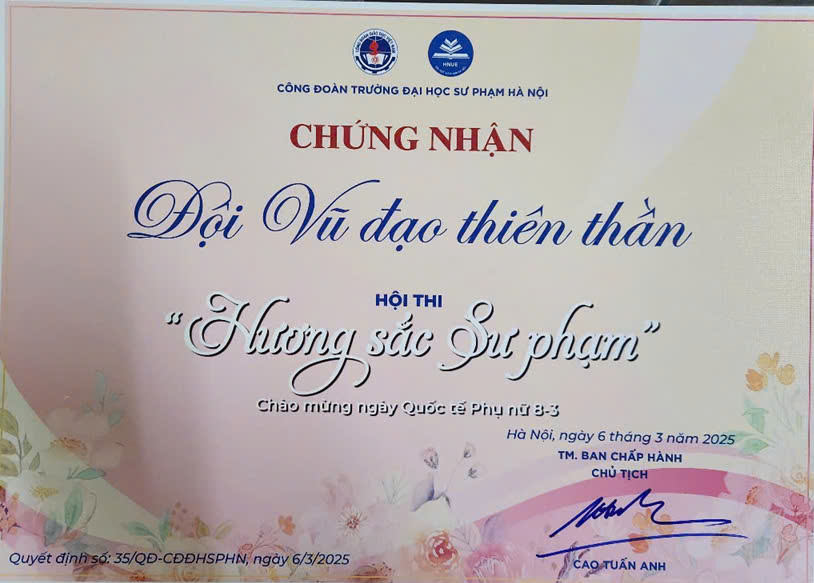 HNUE
CÔNG ĐOÀN TRƯỜNG ĐẠI HỌC SƯ PHẠM HÀ NỘI
CHỨNG NHẬN
Đội Vũ đạo thiên thần
HỘI THI
“Hương sắc Sư phạm”
Chào mừng ngày Quốc tế Phụ nữ 8-3
Hà Nội, ngày 6 tháng 3 năm 2025
TM. BAN CHẤP HÀNH
CHỦ TỊCH
CAO TUẤN ANH
Quyết định số: 35/QĐ-CĐĐHSPHN, ngày 6/3/2025